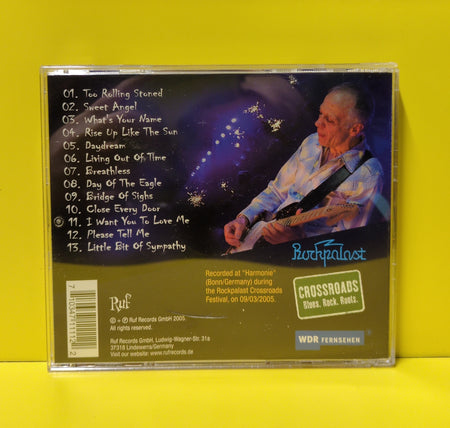 01. Too Rolling Stoned
02. Sweet Angel
03. What's Your Name
04. Rise Up Like The Sun
05. Daydream
06. Living Out Of Time
07. Breathless
08. Day Of The Eagle
09. Bridge Of Sighs
10. Close Every Door
11. I Want You To Love Me
12. Please Tell Me
13. Little Bit Of Sympathy
Rockpalast
Recorded at "Harmonie"
(Bonn/Germany) during
the Rockpalast Crossroads
Festival, on 09/03/2005.
CROSSROADS
Blues. Rock. Roots.
Ruf
© + ℗ Ruf Records GmbH 2005.
All rights reserved.
Ruf Records GmbH, Ludwig-Wagner-Str. 31a
37318 Lindewerra/Germany
Visit our website: www.rufrecords.de
WDR FERNSEHEN